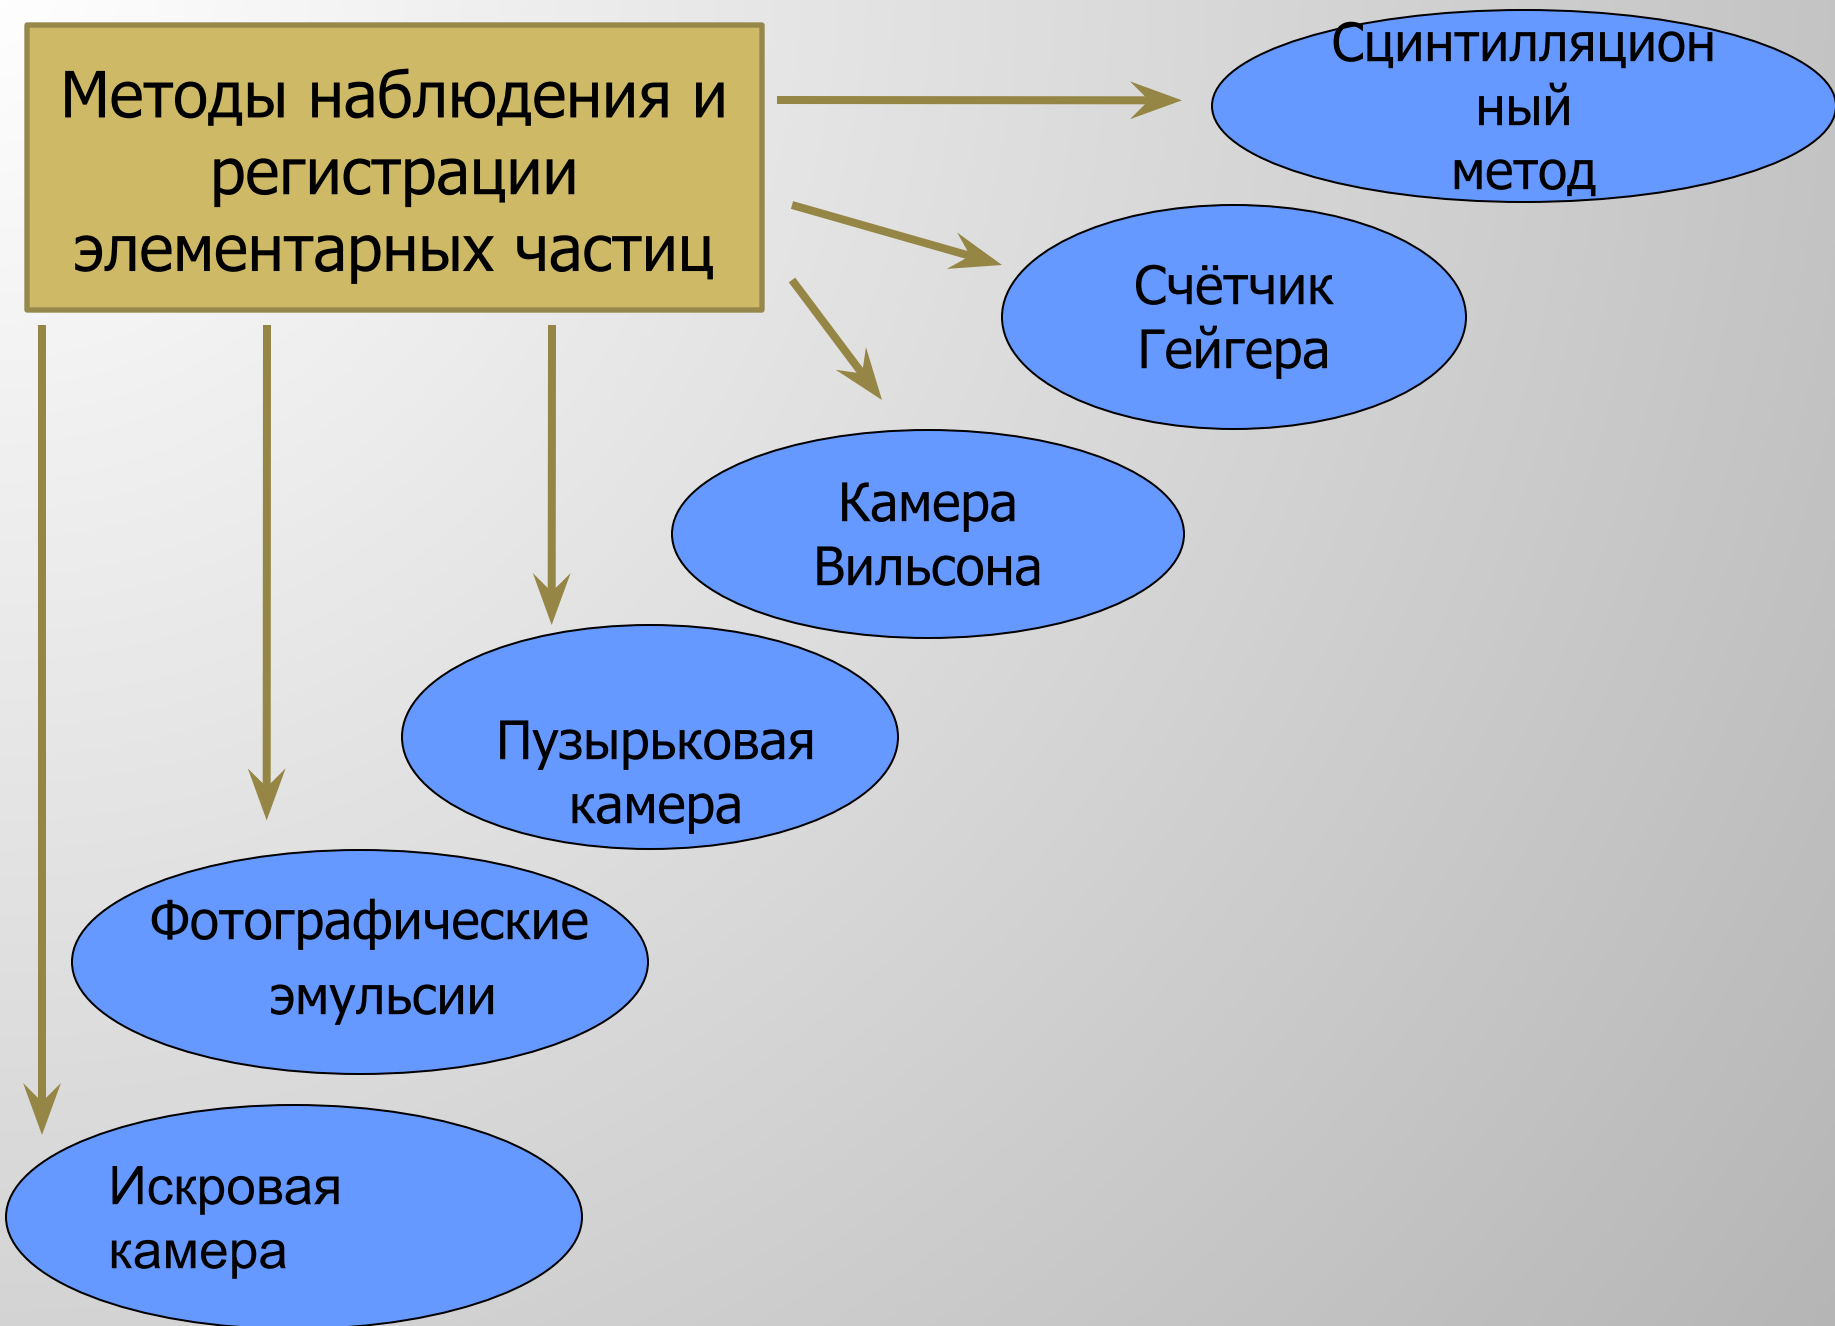 Методы наблюдения и
регистрации
элементарных частиц
Сцинтилляцион
ный
метод
Счётчик
Гейгера
Камера
Вильсона
Пузырьковая
камера
Фотографические
эмульсии
Искровая
камера